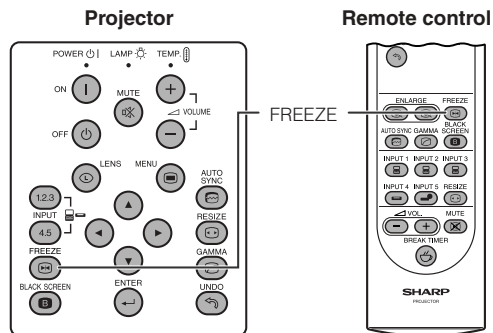 Projector
Remote control
POWER LAMP TEMP.
ON
MUTE
VOLUME
OFF
LENS MENU
AUTO SYNC
1.2.3
INPUT
4.5
RESIZE
FREEZE
GAMMA
BLACK SCREEN
B
ENTER
UNDO
FREEZE
ENLARGE FREEZE
AUTO SYNC GAMMA BLACK SCREEN
B
INPUT 1 INPUT 2 INPUT 3
INPUT 4 INPUT 5 RESIZE
VOL. MUTE
BREAK TIMER
SHARP
PROJECTOR